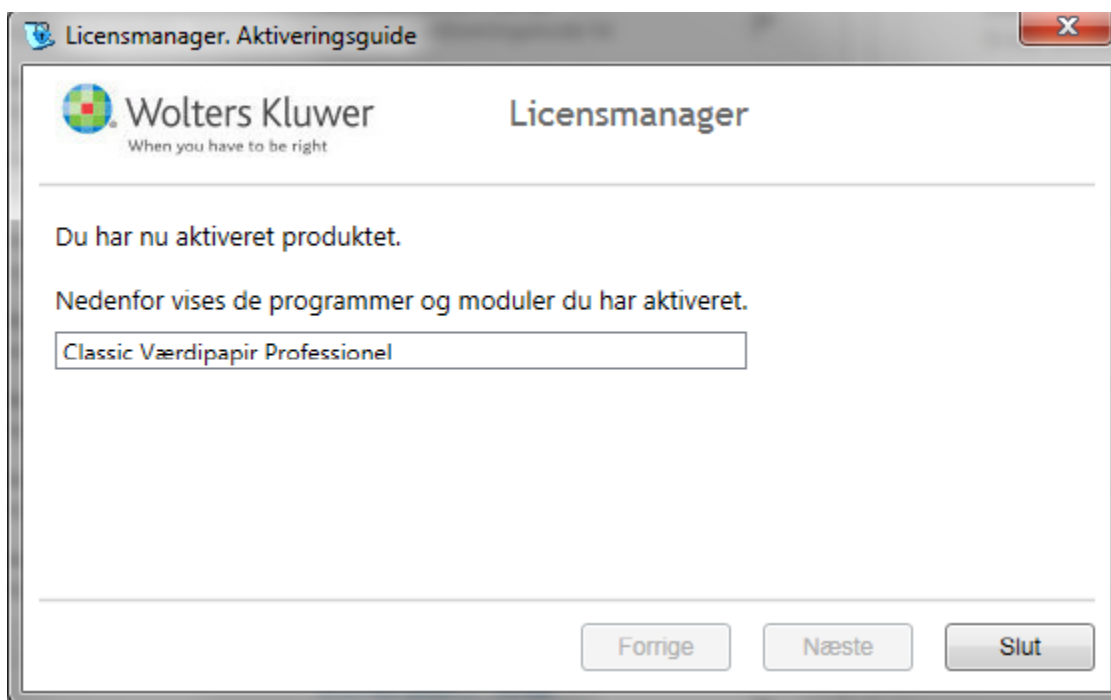 Licensmanager. Aktiveringsguide
Wolters Kluwer
When you have to be right
Licensmanager
Du har nu aktiveret produktet.
Nedenfor vises de programmer og moduler du har aktiveret.
Classic Værdipapir Professionel
Forrige
Næste
Slut